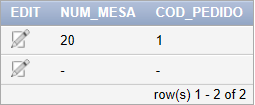 EDIT NUM_MESA COD_PEDIDO
20 1
- -
row(s) 1 - 2 of 2